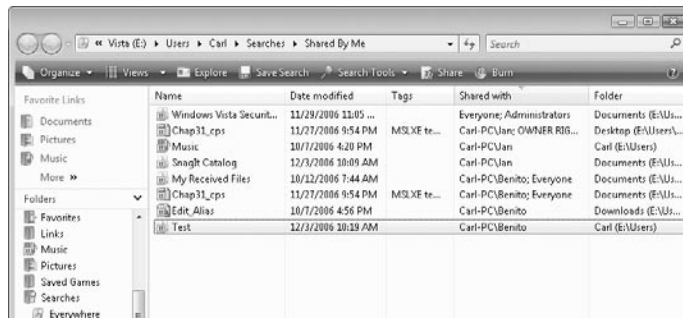 « Vista (E:) ▸ Users ▸ Carl ▸ Searches ▸ Shared By Me Search
Organize Views Explore Save Search Search Tools Share Burn
Favorite Links
Documents
Pictures
Music
More »
Folders
Favorites
Links
Music
Pictures
Saved Games
Searches
Everywhere
Name Date modified Tags Shared with Folder
Windows Vista Securit... 11/29/2006 11:05 ... Everyone; Administrators Documents (E:\Us...
Chap31_cps 11/27/2006 9:54 PM MSLXE te... Carl-PC\Jan; OWNER RIG... Desktop (E:\Users\...
Music 10/7/2006 4:20 PM Carl-PC\Jan Carl (E:\Users)
SnagIt Catalog 12/3/2006 10:09 AM Carl-PC\Jan Documents (E:\Us...
My Received Files 10/12/2006 7:44 AM Carl-PC\Benito; Everyone Documents (E:\Us...
Chap31_cps 11/27/2006 9:54 PM MSLXE te... Carl-PC\Benito; Everyone Documents (E:\Us...
Edit_Alias 10/7/2006 4:56 PM Carl-PC\Benito Downloads (E:\Us...
Test 12/3/2006 10:19 AM Carl-PC\Benito Carl (E:\Users)